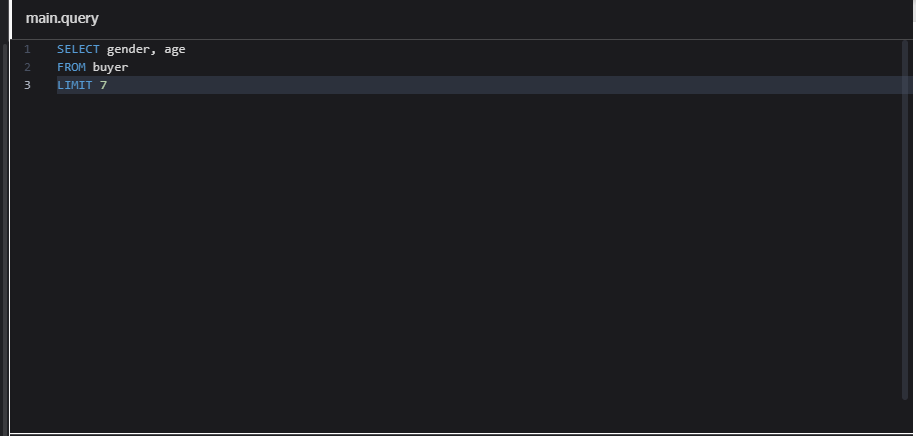 main.query
1 SELECT gender, age
2 FROM buyer
3 LIMIT 7